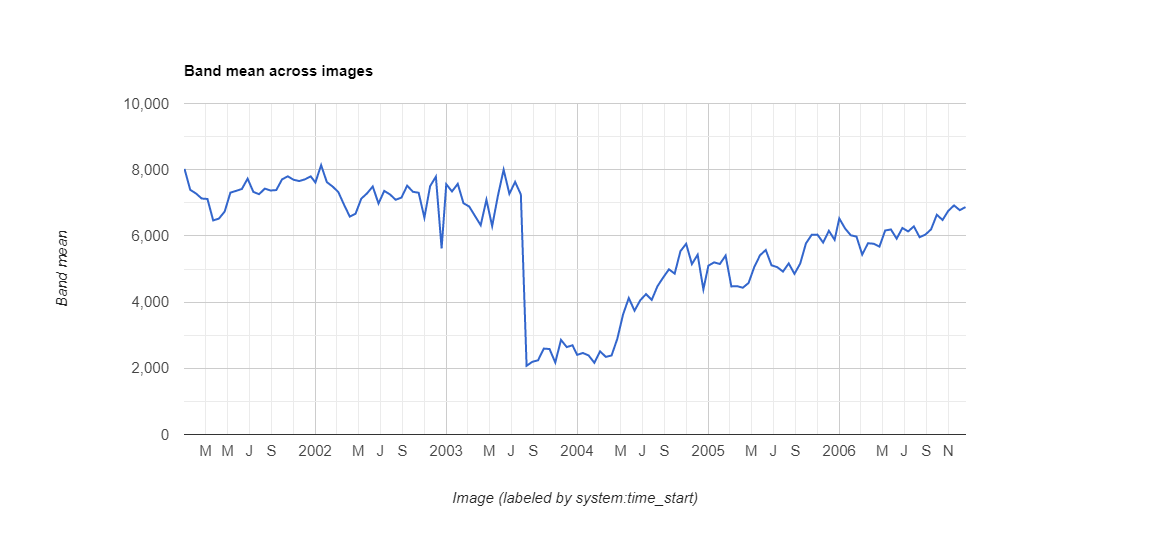 Band mean across images
10,000
8,000
6,000
4,000
2,000
0
Band mean
M M J S 2002 M J S 2003 M J S 2004 M J S 2005 M J S 2006 M J S N
Image (labeled by system:time_start)